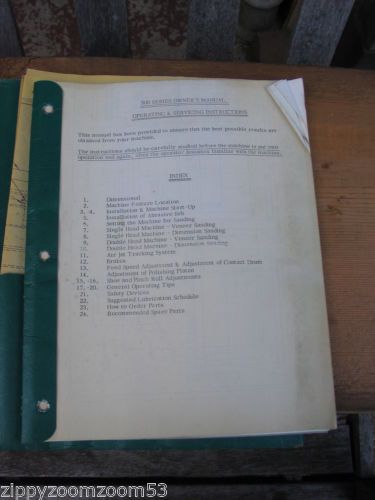 500 SERIES OWNER'S MANUAL
OPERATING & SERVICING INSTRUCTIONS
This manual has been provided to ensure that the best possible results are
obtained from your machine.
The instructions should be carefully studied before the machine is put into
operation and again, when the operator becomes familiar with the machine.
INDEX
1. Dimensional
2. Machine Feature Location
3, -4, Installation & Machine Start-Up
5. Installation of Abrasive Belt
6. Setting the Machine for Sanding
7. Single Head Machine - Veneer Sanding
8. Single Head Machine - Dimension Sanding
9. Double Head Machine - Veneer Sanding
10. Double Head Machine - Dimension Sanding
11. Air Jet Tracking System
12. Brakes
13. Feed Speed Adjustment & Adjustment of Contact Drum
14. Adjustment of Polishing Platen
15, -16, Shoe and Pinch Roll Adjustments
17, -20, General Operating Tips
21. Safety Devices
22. Suggested Lubrication Schedule
23. How to Order Parts
24. Recommended Spare Parts
zippyzoomzoom53